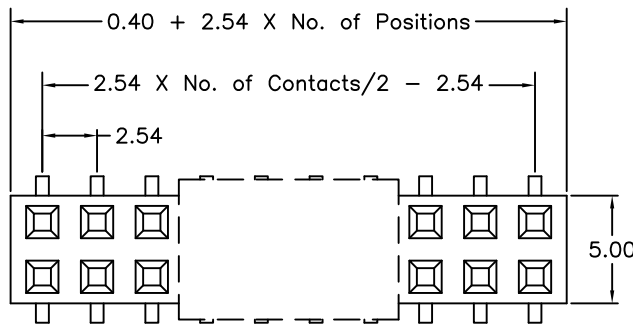 0.40 + 2.54 X No. of Positions
2.54 X No. of Contacts/2 - 2.54
2.54
5.00